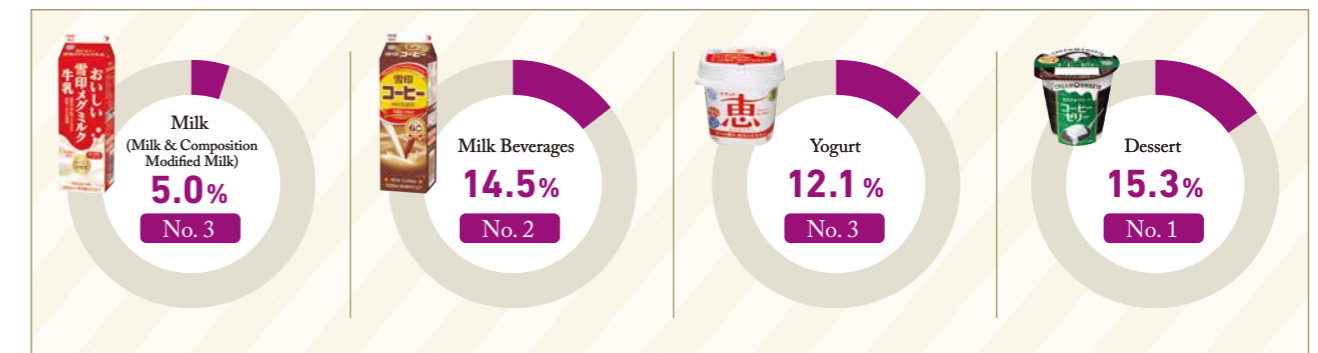 おいしい
雪印メグミルク
牛乳
Milk
(Milk & Composition
Modified Milk)
5.0%
No. 3
雪印
コーヒー
Milk Beverages
14.5%
No. 2
恵
Yogurt
12.1%
No. 3
CREAM SWEETS
コーヒー
ゼリー
Dessert
15.3%
No. 1